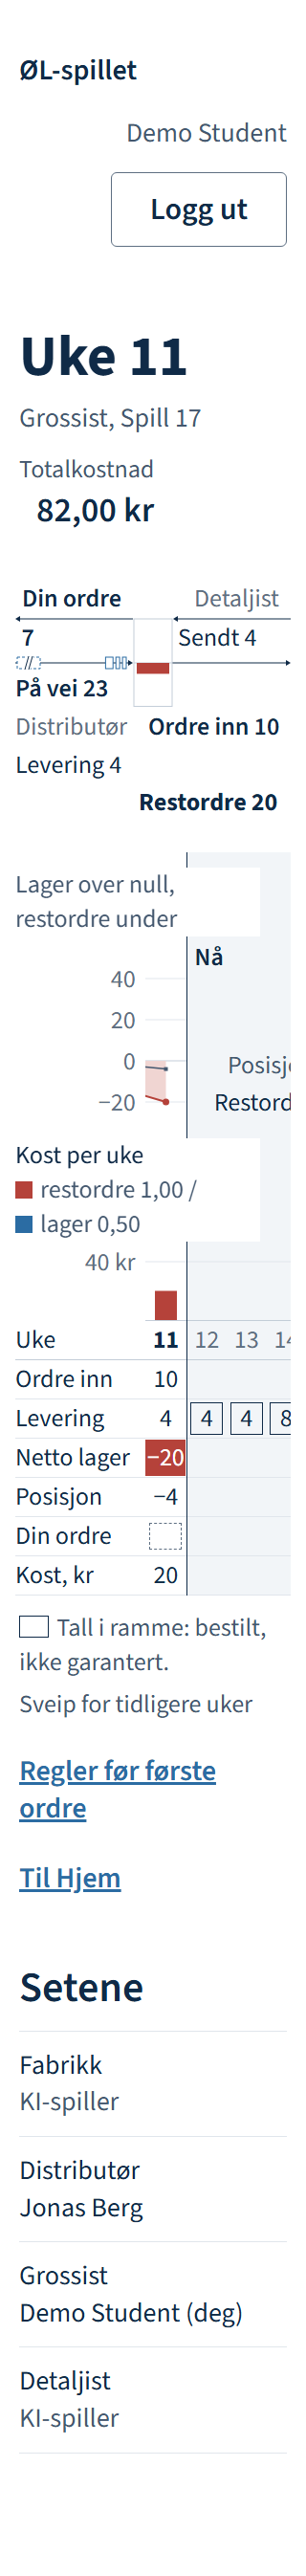 ØL-spillet
Demo Student
Logg ut
Uke 11
Grossist, Spill 17
Totalkostnad
82,00 kr
Din ordre Detaljist
7 Sendt 4
På vei 23
Distributør Ordre inn 10
Levering 4
Restordre 20
Lager over null,
restordre under
Nå
40
20
0
−20
Kost per uke
restordre 1,00 /
lager 0,50
40 kr
Uke 11 12 13
Ordre inn 10
Levering 4 4 4 8
Netto lager −20
Posisjon −4
Din ordre
Kost, kr 20
Tall i ramme: bestilt,
ikke garantert.
Sveip for tidligere uker
Regler før første
ordre
Til Hjem
Setene
Fabrikk
KI-spiller
Distributør
Jonas Berg
Grossist
Demo Student (deg)
Detaljist
KI-spiller